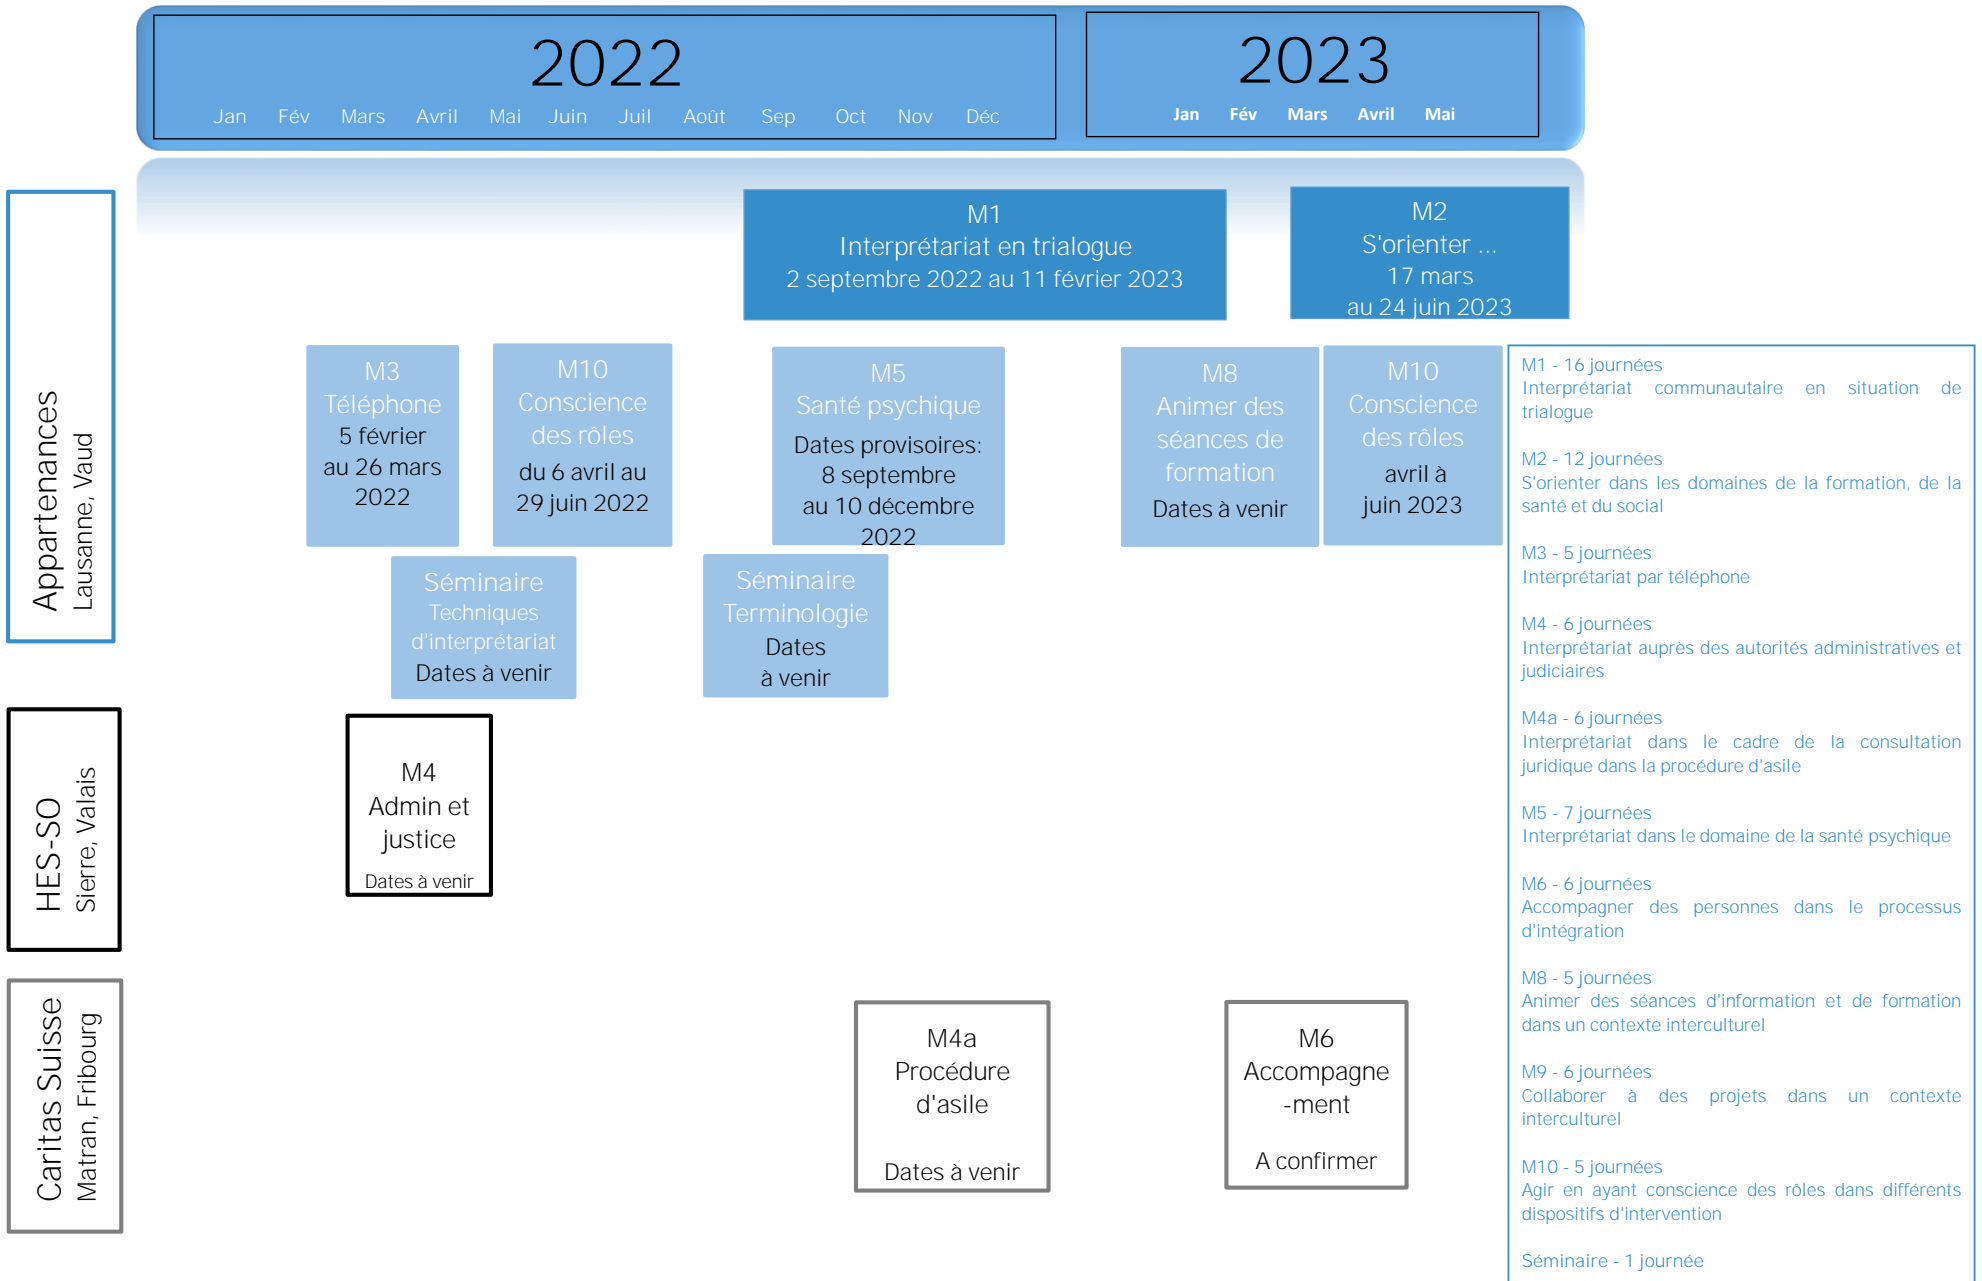 2022
Jan Fév Mars Avril Mai Juin Juil Août Sep Oct Nov Déc
2023
Jan Fév Mars Avril Mai
Appartenances
Lausanne, Vaud
M1
Interprétariat en trialogue
2 septembre 2022 au 11 février 2023
M2
S'orienter ...
17 mars
au 24 juin 2023
M3
Téléphone
5 février
au 26 mars
2022
M10
Conscience
des rôles
du 6 avril au
29 juin 2022
M5
Santé psychique
Dates provisoires:
8 septembre
au 10 décembre
2022
M8
Animer des
séances de
formation
Dates à venir
M10
Conscience
des rôles
avril à
juin 2023
Séminaire
Techniques
d'interprétariat
Dates à venir
Séminaire
Terminologie
Dates
à venir
HES-SO
Sierre, Valais
M4
Admin et
justice
Dates à venir
Caritas Suisse
Matran, Fribourg
M4a
Procédure
d'asile
Dates à venir
M6
Accompagne
-ment
A confirmer
M1 - 16 journées
Interprétariat communautaire en situation de
trialogue
M2 - 12 journées
S'orienter dans les domaines de la formation, de la
santé et du social
M3 - 5 journées
Interprétariat par téléphone
M4 - 6 journées
Interprétariat auprès des autorités administratives et
judiciaires
M4a - 6 journées
Interprétariat dans le cadre de la consultation
juridique dans la procédure d'asile
M5 - 7 journées
Interprétariat dans le domaine de la santé psychique
M6 - 6 journées
Accompagner des personnes dans le processus
d'intégration
M8 - 5 journées
Animer des séances d'information et de formation
dans un contexte interculturel
M9 - 6 journées
Collaborer à des projets dans un contexte
interculturel
M10 - 5 journées
Agir en ayant conscience des rôles dans différents
dispositifs d'intervention
Séminaire - 1 journée